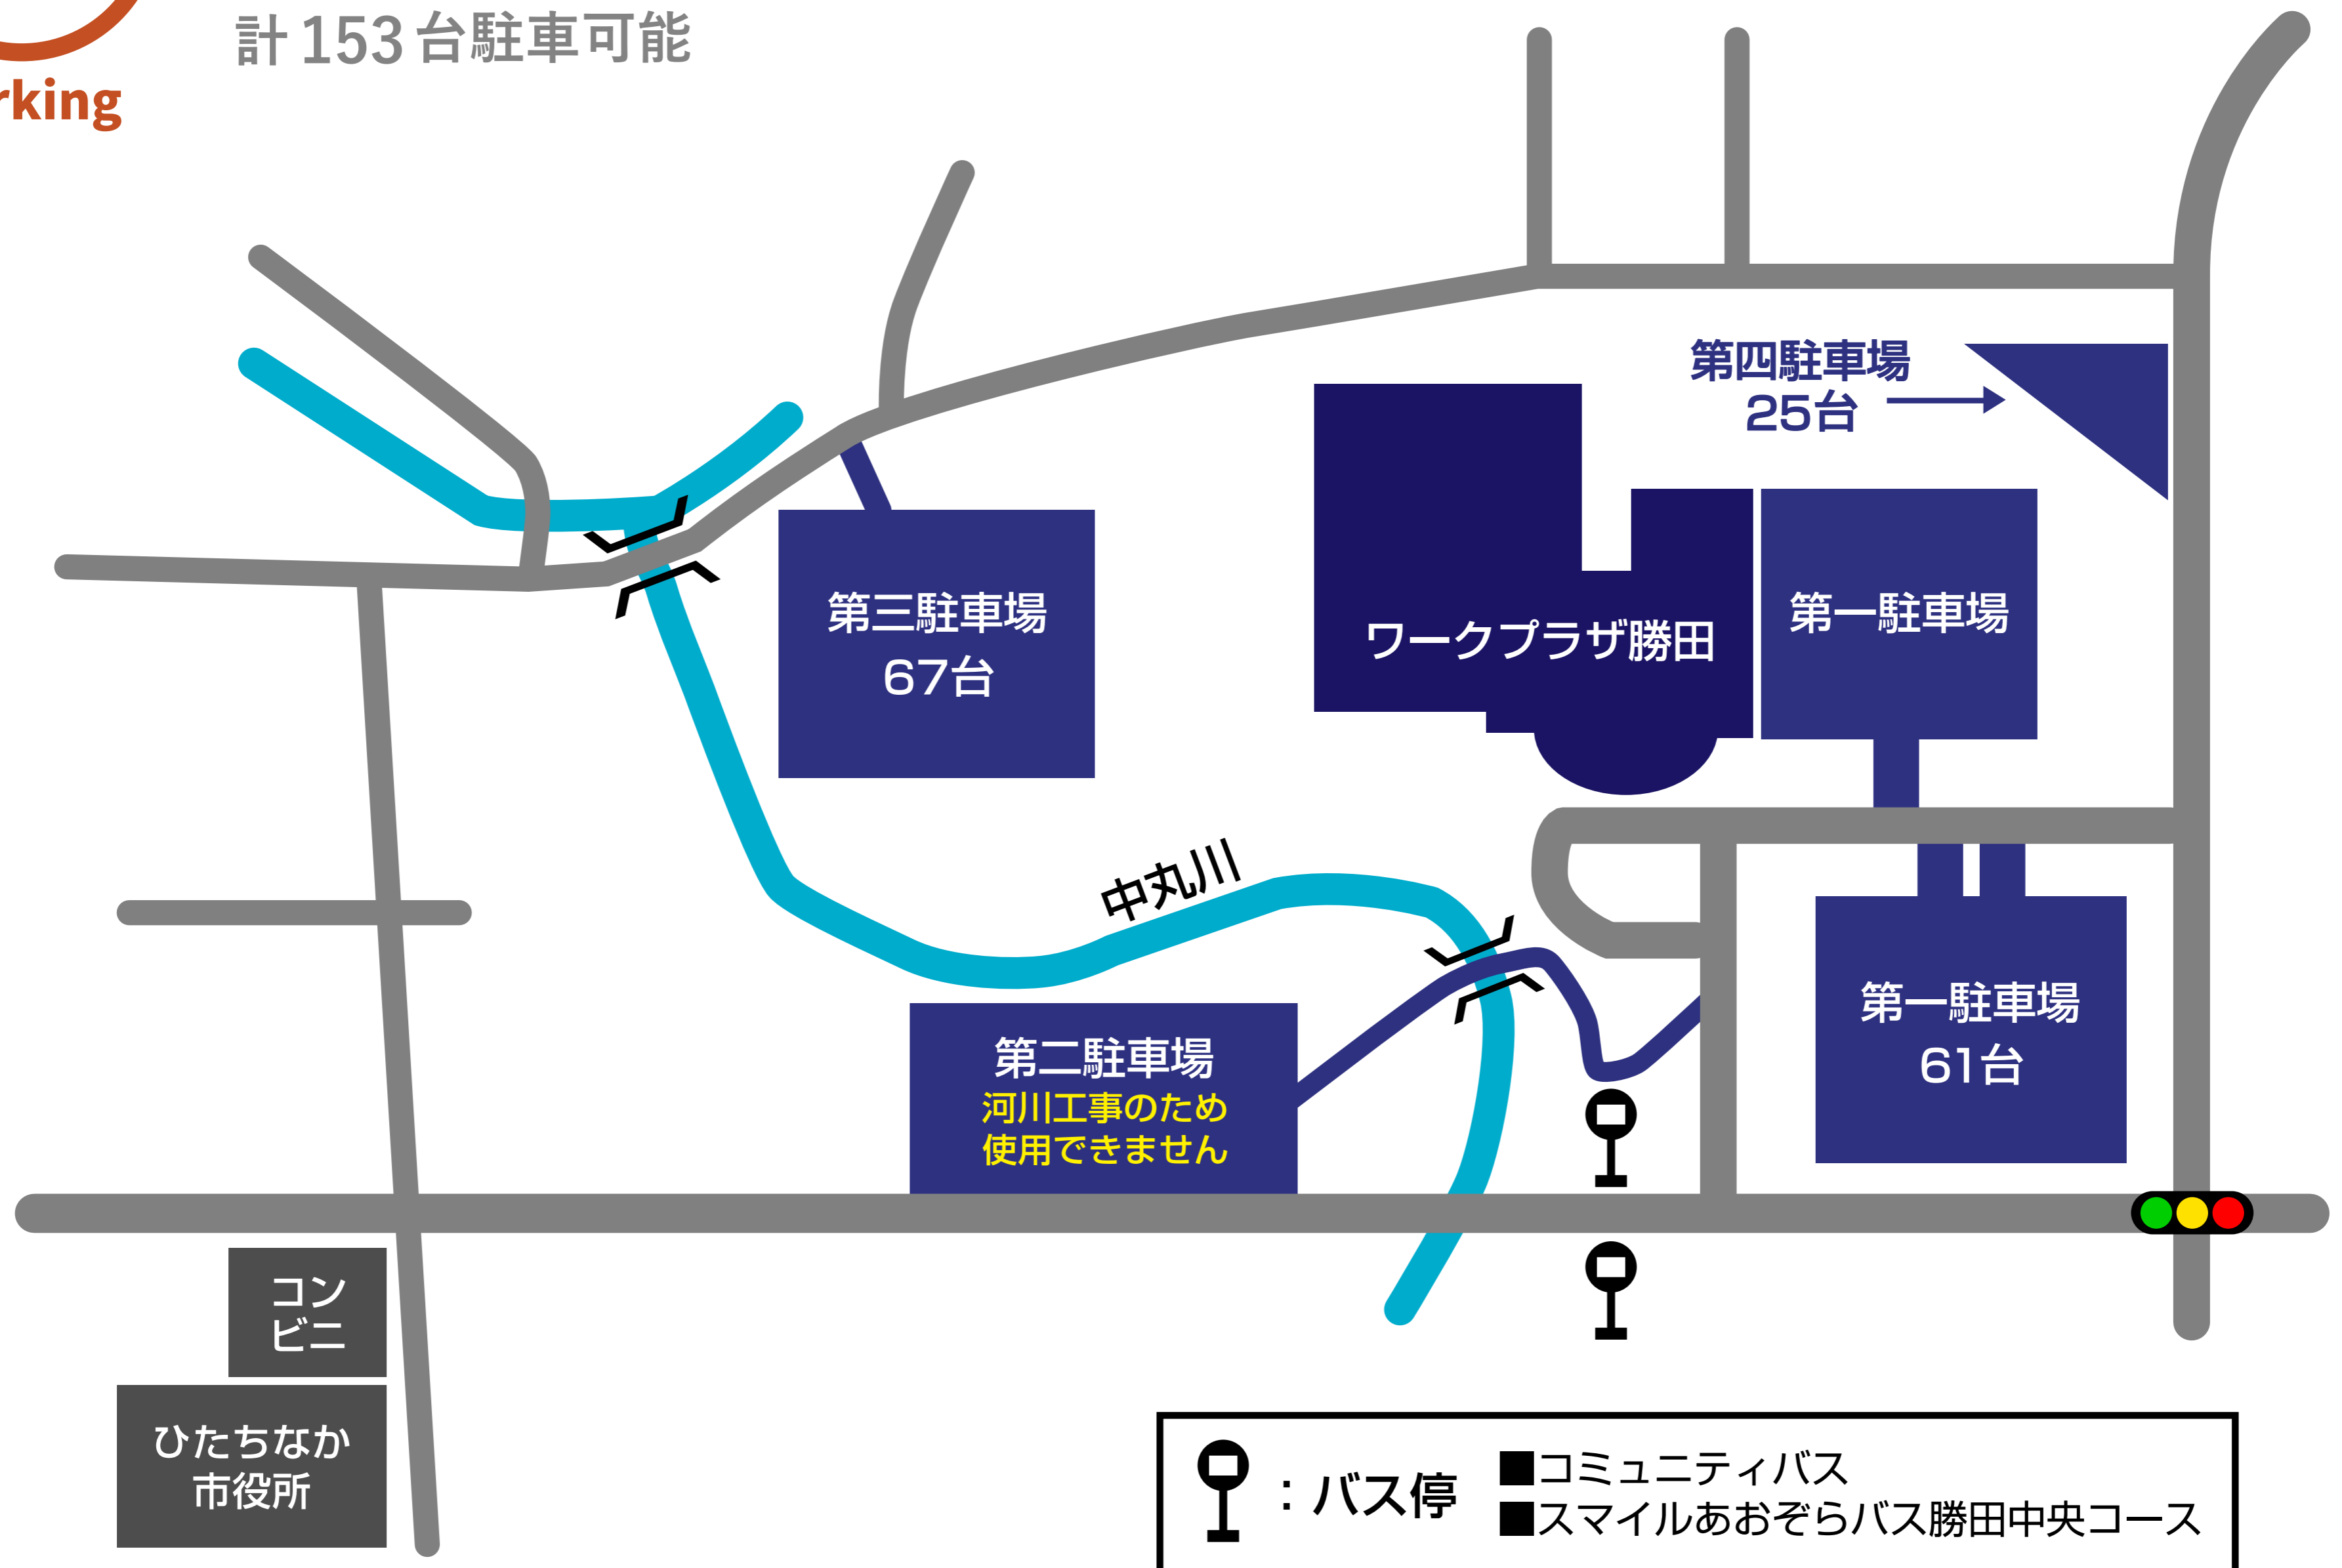 計153台駐車可能
rking
第四駐車場
25台
第三駐車場
67台
ワークプラザ勝田
第一駐車場
中丸川
第二駐車場
河川工事のため
使用できません
第一駐車場
61台
コン
ビニ
ひたちなか
市役所
：バス停
■コミュニティバス
■スマイルあおぞらバス勝田中央コース